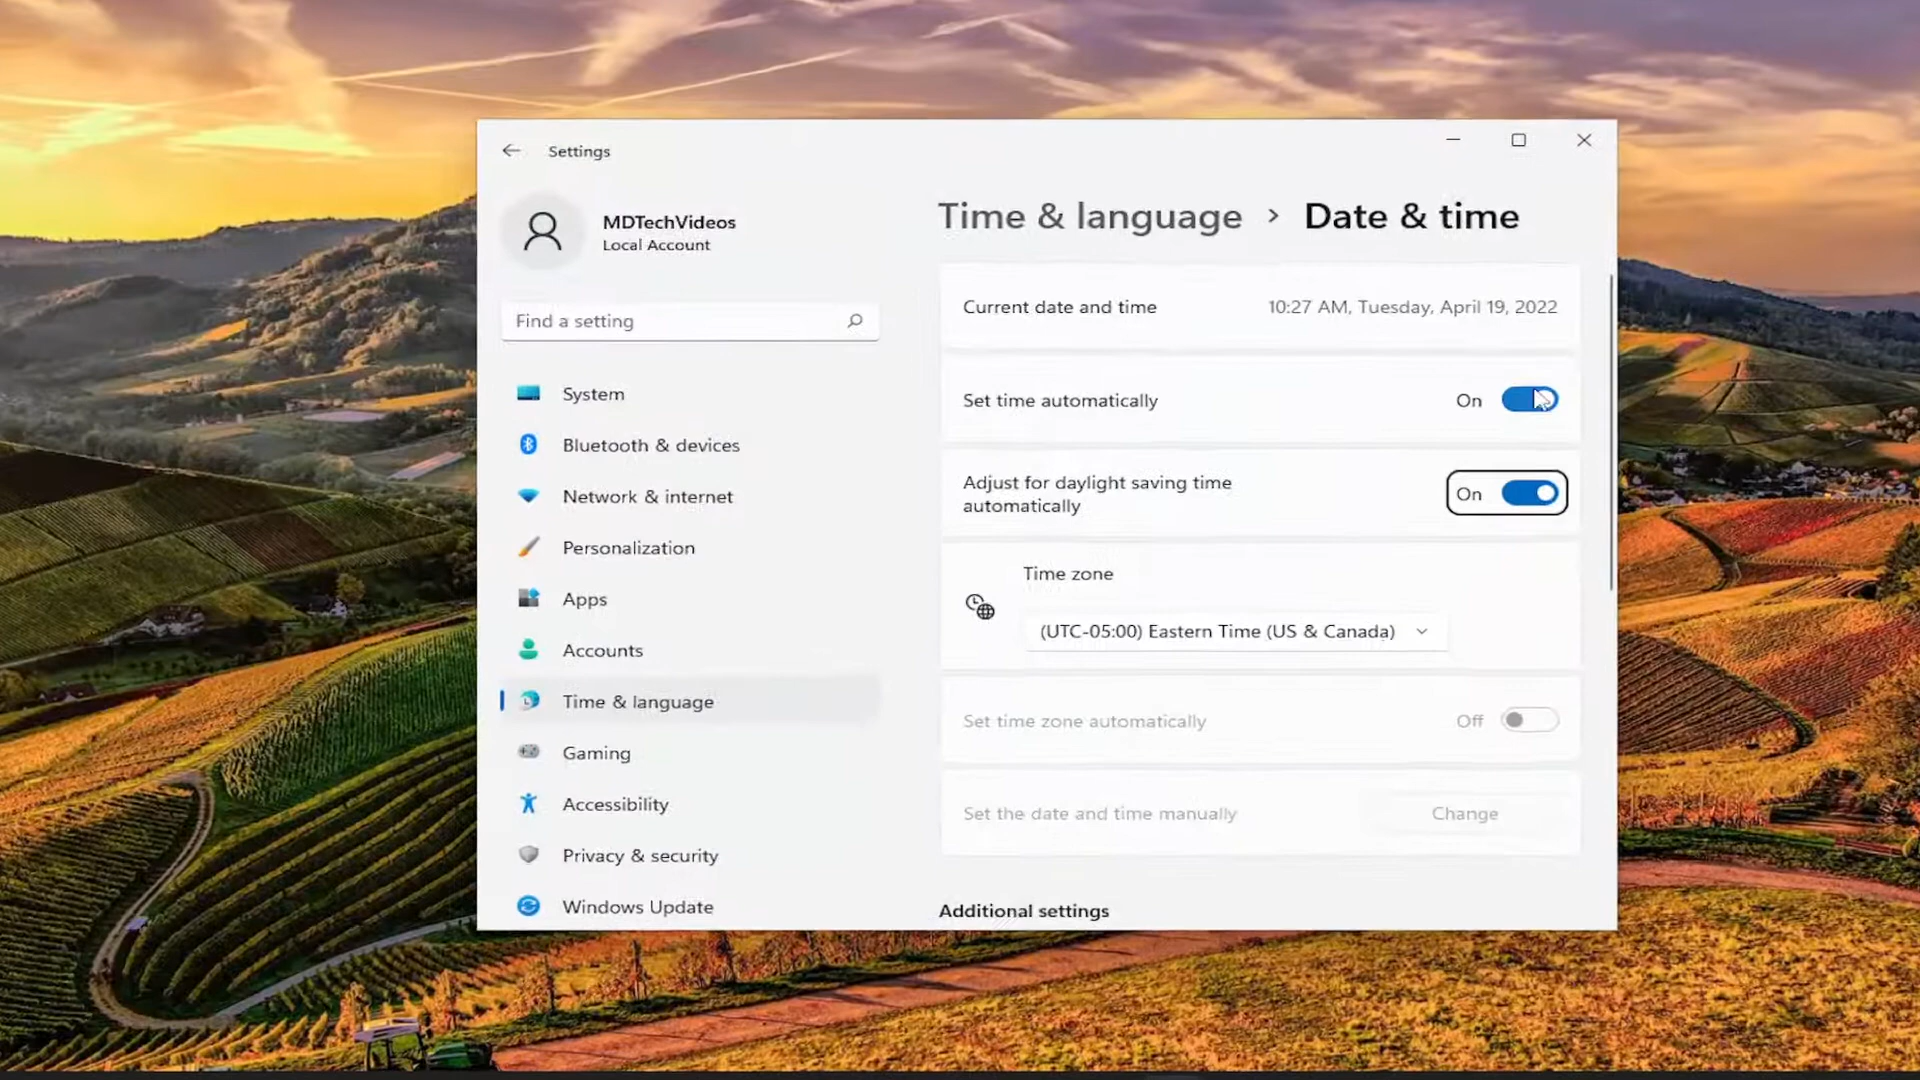 Settings
MDTechVideos
Local Account
Find a setting
System
Bluetooth & devices
Network & internet
Personalization
Apps
Accounts
Time & language
Gaming
Accessibility
Privacy & security
Windows Update
Time & language > Date & time
Current date and time 10:27 AM, Tuesday, April 19, 2022
Set time automatically On
Adjust for daylight saving time
automatically On
Time zone
(UTC-05:00) Eastern Time (US & Canada)
Set time zone automatically Off
Set the date and time manually Change
Additional settings